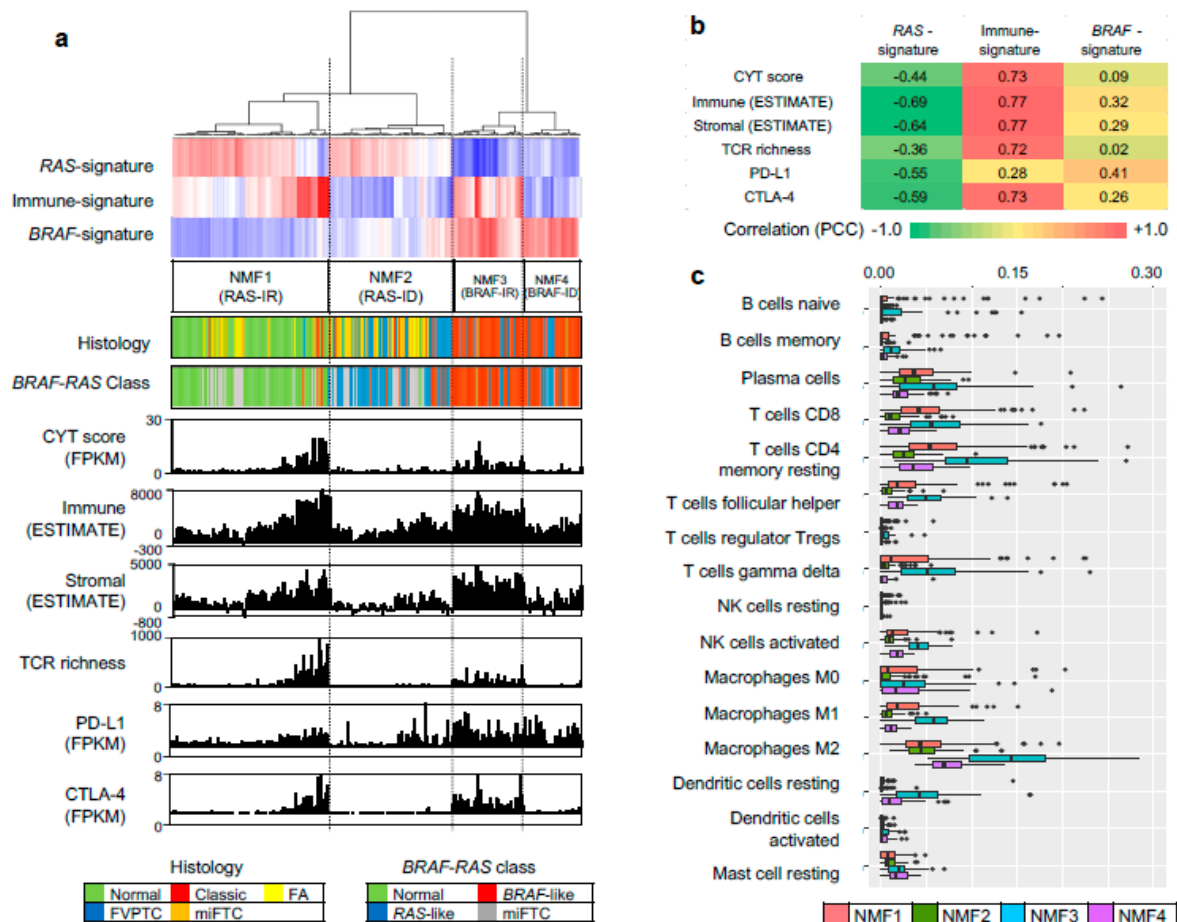 a
RAS-signature
Immune-signature
BRAF-signature
NMF1
(RAS-IR)
NMF2
(RAS-ID)
NMF3
(BRAF-IR)
NMF4
(BRAF-ID)
Histology
BRAF-RAS Class
CYT score
(FPKM)
30
0
Immune
(ESTIMATE)
8000
0
-300
Stromal
(ESTIMATE)
5000
0
-800
TCR richness
1000
0
PD-L1
(FPKM)
8
0
CTLA-4
(FPKM)
8
0
Histology
Normal
Classic
FA
FVPTC
miFTC
BRAF-RAS class
Normal
BRAF-like
RAS-like
miFTC
b
RAS -
signature
Immune-
signature
BRAF -
signature
CYT score -0.44 0.73 0.09
Immune (ESTIMATE) -0.69 0.77 0.32
Stromal (ESTIMATE) -0.64 0.77 0.29
TCR richness -0.36 0.72 0.02
PD-L1 -0.55 0.28 0.41
CTLA-4 -0.59 0.73 0.26
Correlation (PCC) -1.0 +1.0
c
0.00 0.15 0.30
B cells naive
B cells memory
Plasma cells
T cells CD8
T cells CD4
memory resting
T cells follicular helper
T cells regulator Tregs
T cells gamma delta
NK cells resting
NK cells activated
Macrophages M0
Macrophages M1
Macrophages M2
Dendritic cells resting
Dendritic cells
activated
Mast cell resting
NMF1 NMF2 NMF3 NMF4